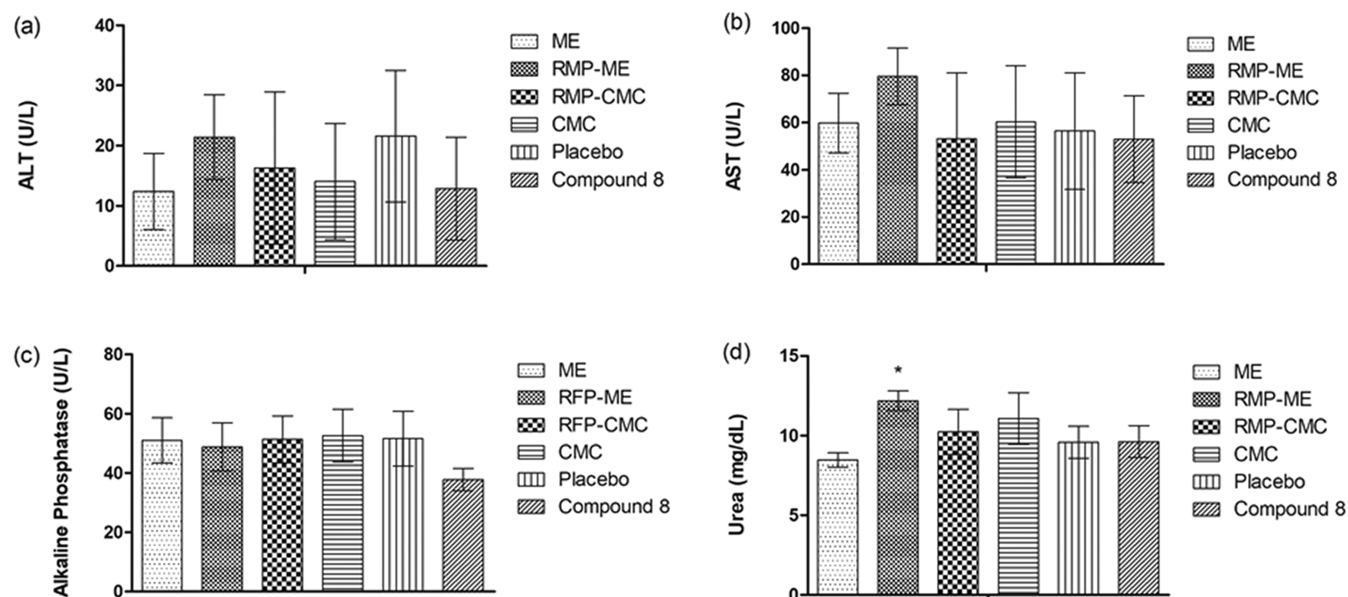 (a)
ALT (U/L)
40
30
20
10
0
ME
RMP-ME
RMP-CMC
CMC
Placebo
Compound 8
(b)
AST (U/L)
100
80
60
40
20
0
ME
RMP-ME
RMP-CMC
CMC
Placebo
Compound 8
(c)
Alkaline Phosphatase (U/L)
80
60
40
20
0
ME
RFP-ME
RFP-CMC
CMC
Placebo
Compound 8
(d)
Urea (mg/dL)
15
10
5
0
*
ME
RMP-ME
RMP-CMC
CMC
Placebo
Compound 8